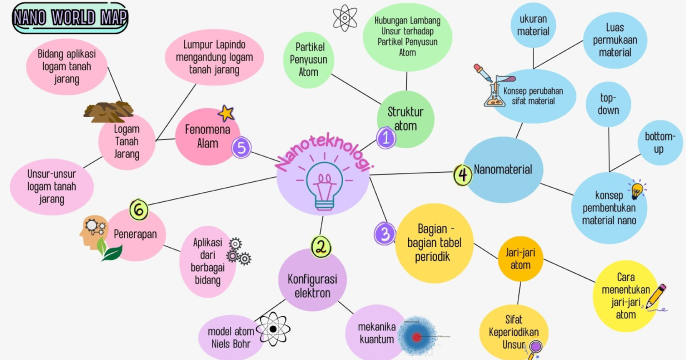 NANO WORLD MAP
Bidang aplikasi
logam tanah
jarang
Lumpur Lapindo
mengandung logam
tanah jarang
Logam
Tanah
Jarang
Unsur-unsur
logam tanah
jarang
Fenomena
Alam
5
Nanoteknologi
Partikel
Penyusun
Atom
Hubungan Lambang
Unsur terhadap
Partikel Penyusun
Atom
Struktur
atom
1
ukuran
material
Luas
permukaan
material
Konsep perubahan
sifat material
top-
down
bottom-
up
4
Nanomaterial
konsep
pembentukan
material nano
6
Penerapan
Aplikasi
dari
berbagai
bidang
2
Konfigurasi
elektron
model atom
Niels Bohr
mekanika
kuantum
3
Bagian -
bagian tabel
periodik
Jari-jari
atom
Sifat
Keperiodikan
Unsur
Cara
menentukan
jari-jari
atom